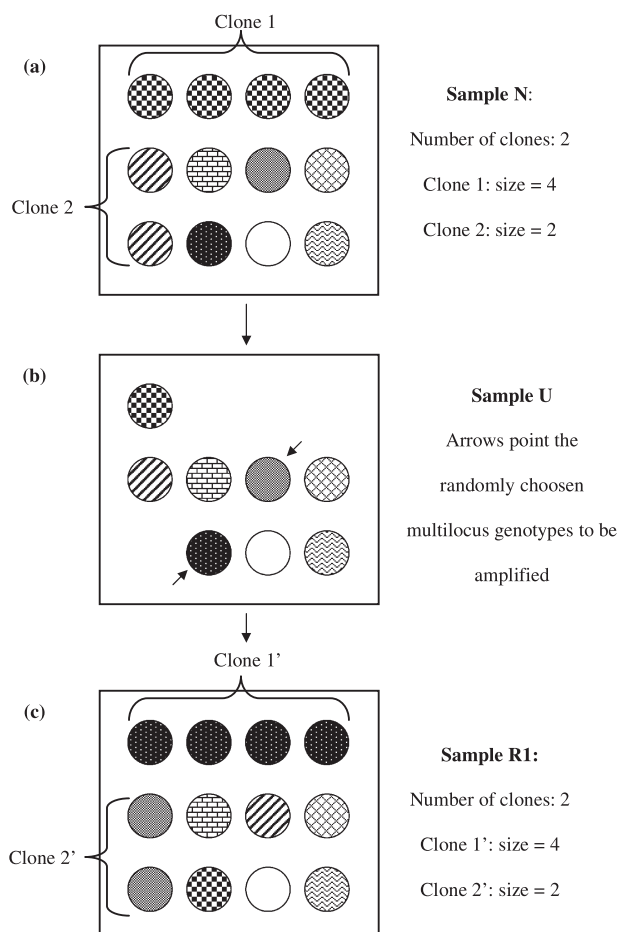 Clone 1
(a)
Sample N:
Number of clones: 2
Clone 1: size = 4
Clone 2
Clone 2: size = 2
(b)
Sample U
Arrows point the
randomly choosen
multilocus genotypes to be
amplified
Clone 1’
(c)
Sample R1:
Number of clones: 2
Clone 1’: size = 4
Clone 2’
Clone 2’: size = 2